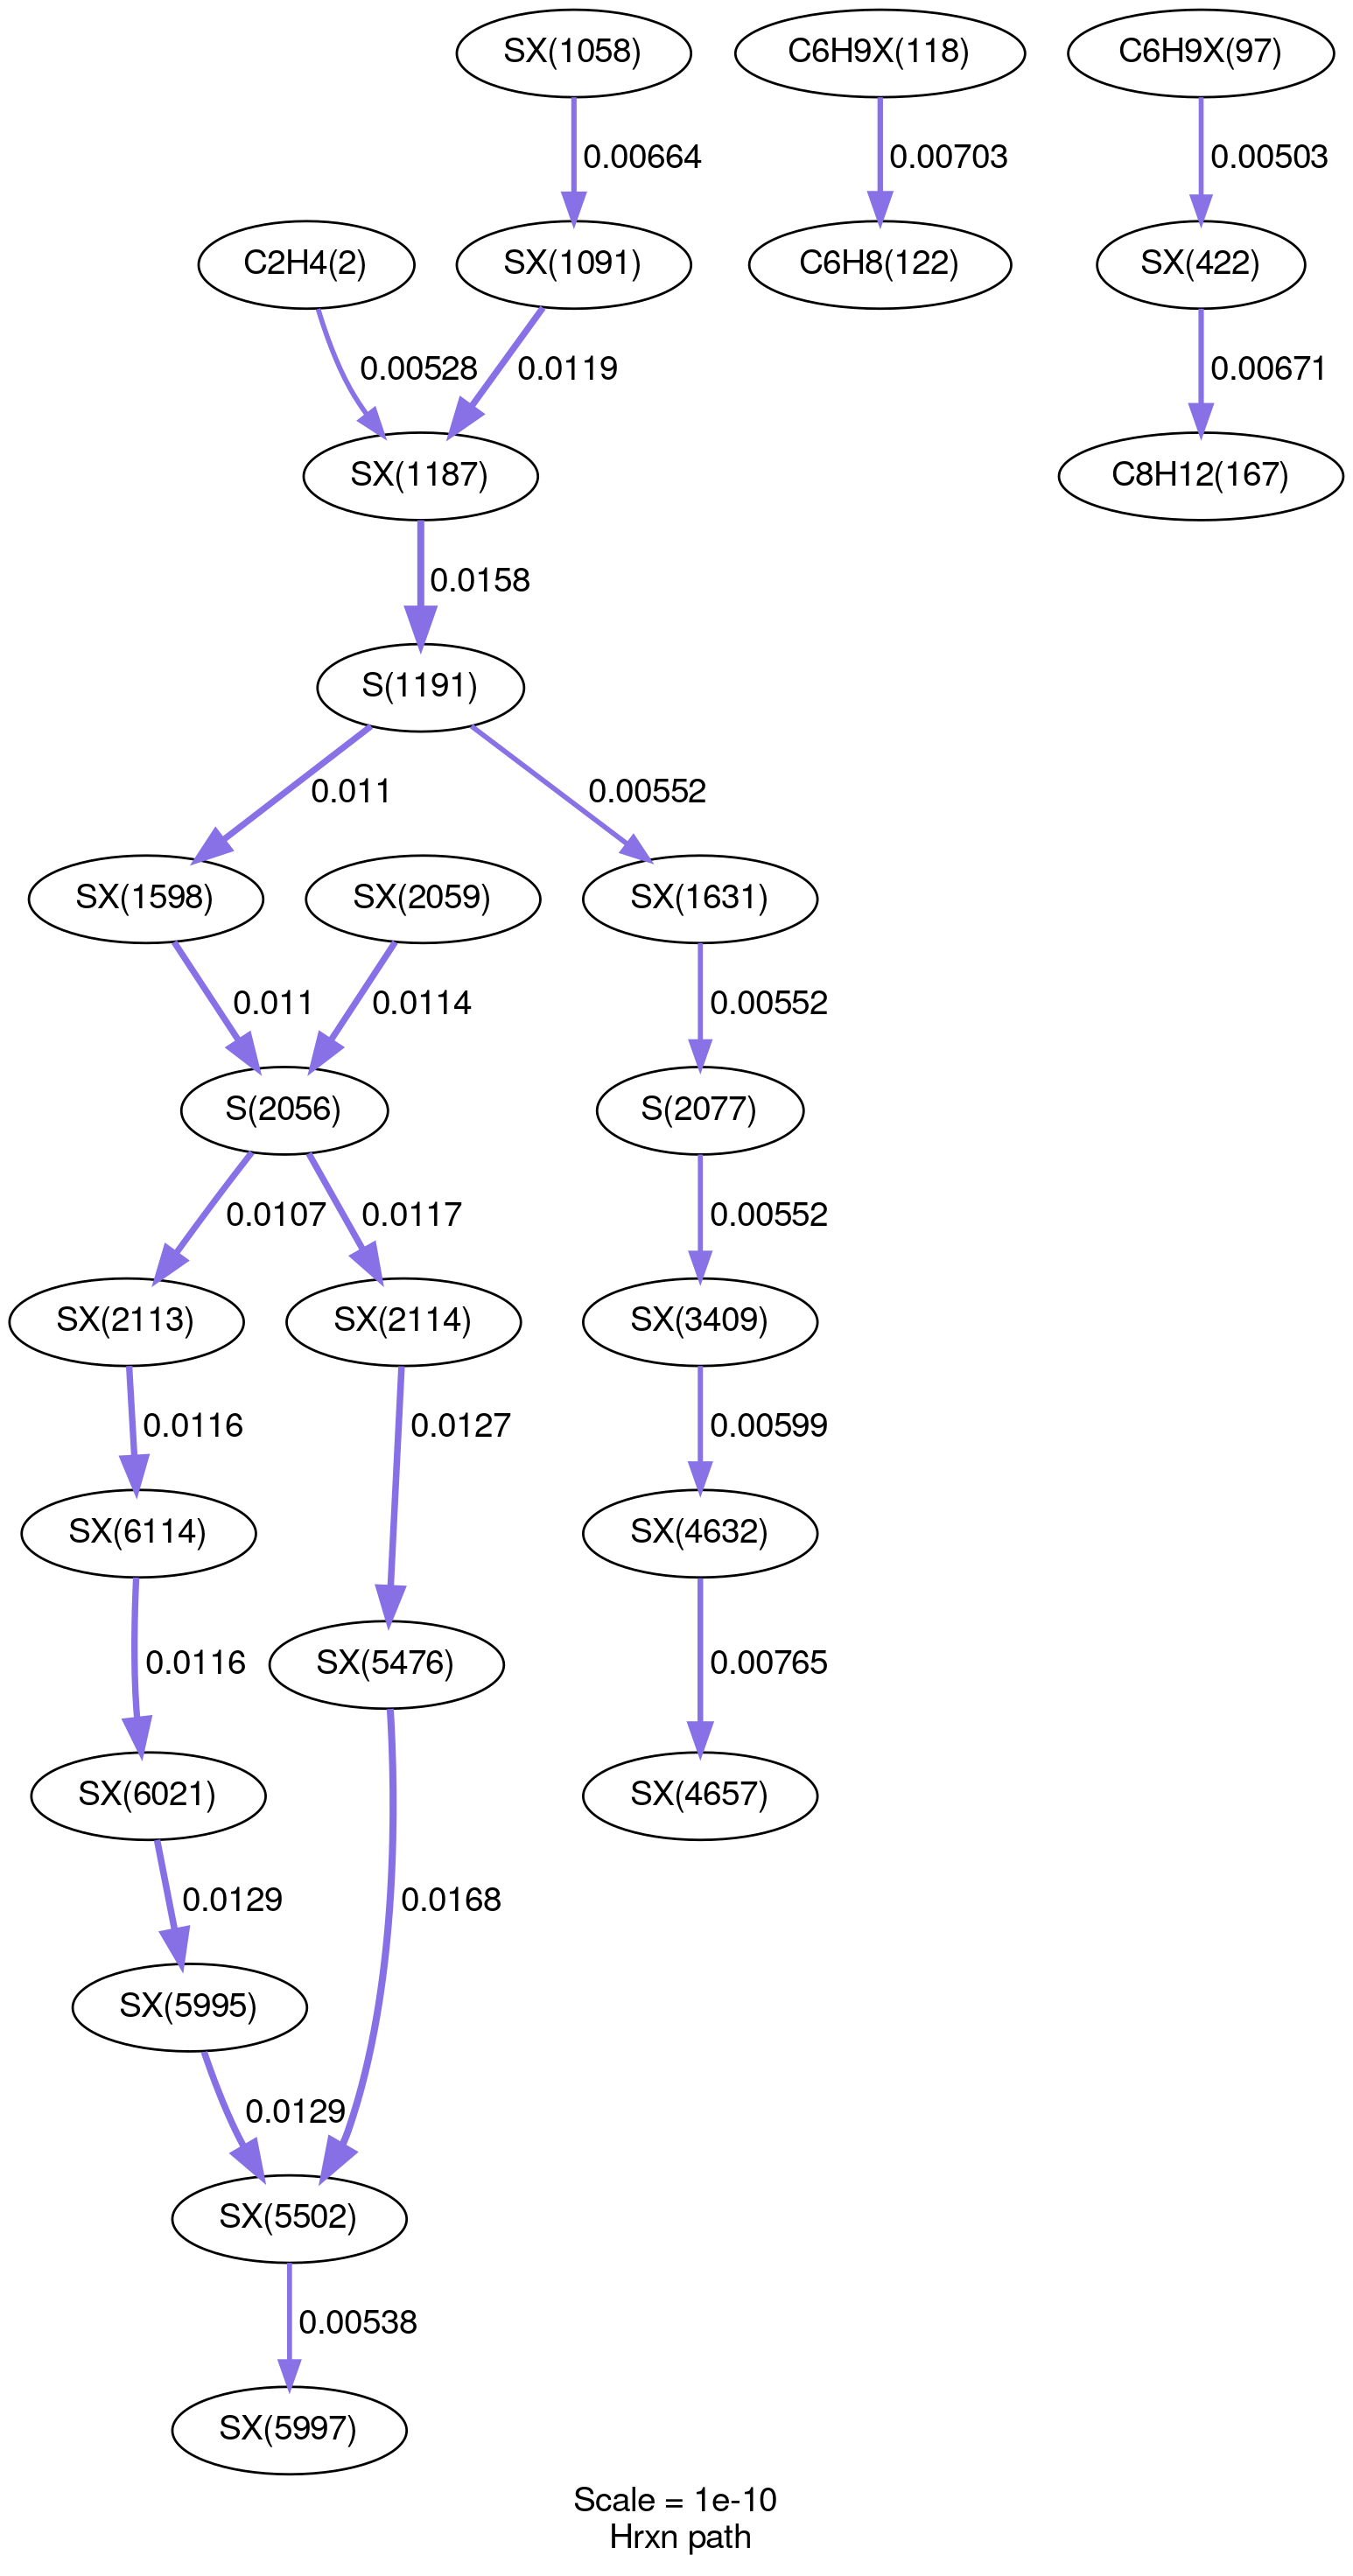 SX(1058)
C6H9X(118)
C6H9X(97)
0.00664
0.00703
0.00503
C2H4(2)
SX(1091)
C6H8(122)
SX(422)
0.00528
0.0119
0.00671
SX(1187)
C8H12(167)
0.0158
S(1191)
0.011
0.00552
SX(1598)
SX(2059)
SX(1631)
0.011
0.0114
0.00552
S(2056)
S(2077)
0.0107
0.0117
0.00552
SX(2113)
SX(2114)
SX(3409)
0.0116
0.0127
0.00599
SX(6114)
SX(4632)
0.0116
SX(5476)
0.00765
SX(6021)
SX(4657)
0.0129
0.0168
SX(5995)
0.0129
SX(5502)
0.00538
SX(5997)
Scale = 1e-10
Hrxn path